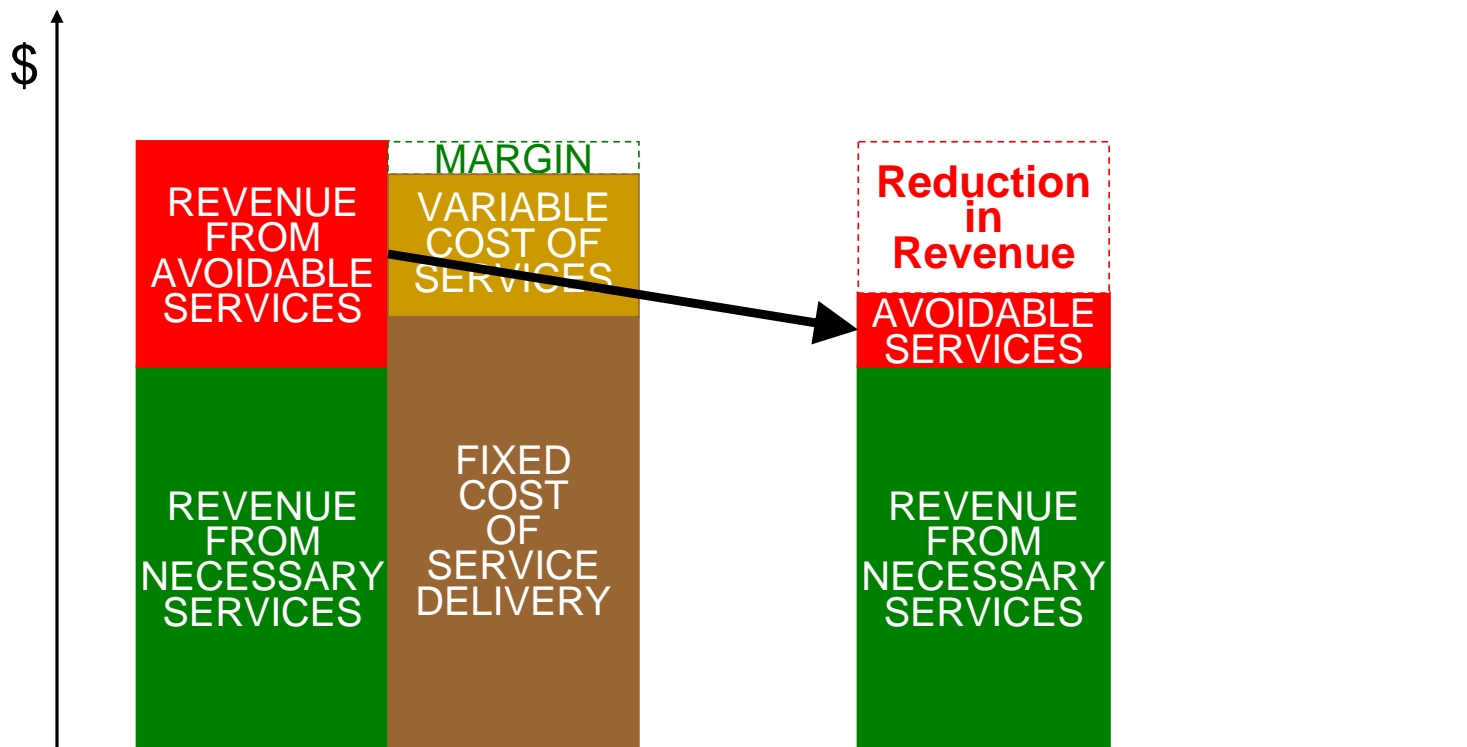 $
REVENUE
FROM
AVOIDABLE
SERVICES
REVENUE
FROM
NECESSARY
SERVICES
MARGIN
VARIABLE
COST OF
SERVICES
FIXED
COST
OF
SERVICE
DELIVERY
Reduction
in
Revenue
AVOIDABLE
SERVICES
REVENUE
FROM
NECESSARY
SERVICES